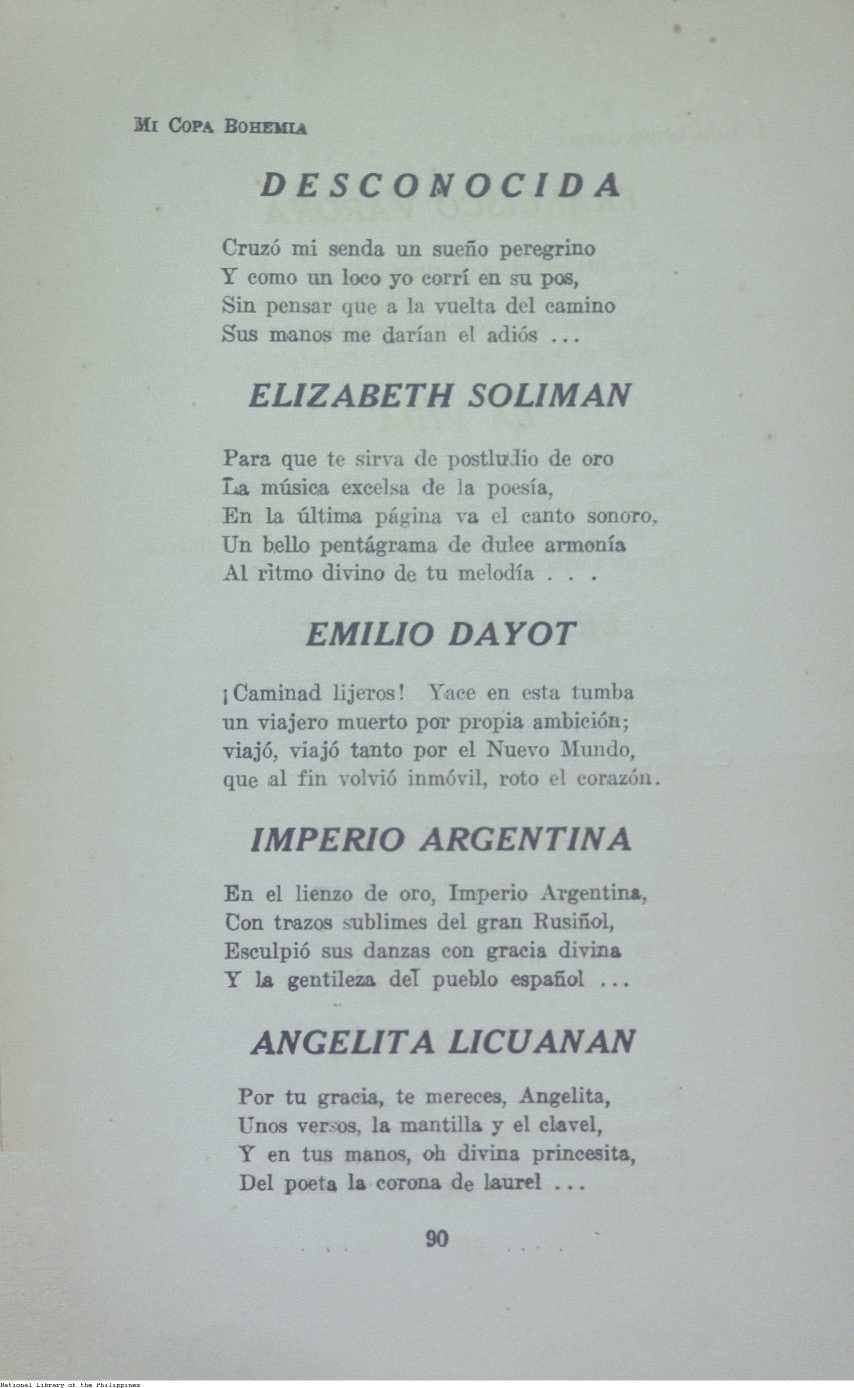 Mi Copa Bohemia
DESCONOCIDA
Cruzó mi senda un sueño peregrino
Y como un loco yo corrí en su pos,
Sin pensar que a la vuelta del camino
Sus manos me darían el adiós ...
ELIZABETH SOLIMAN
Para que te sirva de postludio de oro
La música excelsa de la poesía,
En la última página va el canto sonoro,
Un bello pentágrama de dulce armonía
Al ritmo divino de tu melodía . . .
EMILIO DAYOT
¡Caminad lijeros! Yace en esta tumba
un viajero muerto por propia ambición;
viajó, viajó tanto por el Nuevo Mundo,
que al fin volvió inmóvil, roto el corazón.
IMPERIO ARGENTINA
En el lienzo de oro, Imperio Argentina,
Con trazos sublimes del gran Rusiñol,
Esculpió sus danzas con gracia divina
Y la gentileza del pueblo español ...
ANGELITA LICUANAN
Por tu gracia, te mereces, Angelita,
Unos versos, la mantilla y el clavel,
Y en tus manos, oh divina princesita,
Del poeta la corona de laurel ...
90
National Library of the Philippines